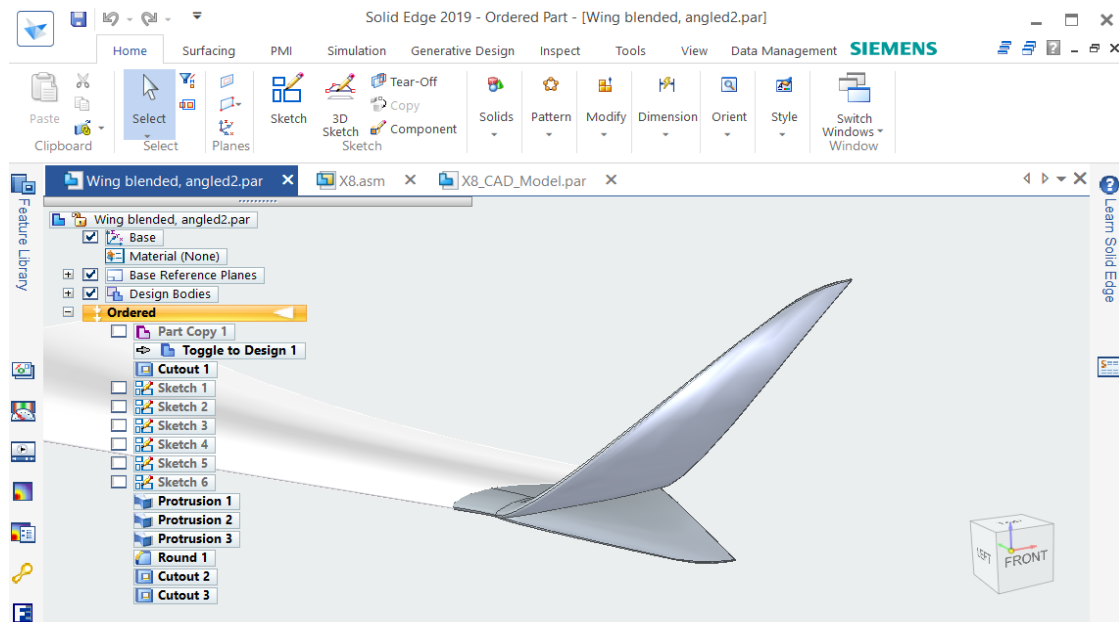 Solid Edge 2019 - Ordered Part - [Wing blended, angled2.par]
Home Surfacing PMI Simulation Generative Design Inspect Tools View Data Management SIEMENS
Paste
Clipboard
Select
Select
Planes
Sketch
3D Sketch
Tear-Off
Copy
Component
Sketch
Solids
Pattern
Modify
Dimension
Orient
Style
Switch Windows
Window
Wing blended, angled2.par X8.asm X8_CAD_Model.par
Feature Library
Learn Solid Edge
Wing blended, angled2.par
Base
Material (None)
Base Reference Planes
Design Bodies
Ordered
Part Copy 1
Toggle to Design 1
Cutout 1
Sketch 1
Sketch 2
Sketch 3
Sketch 4
Sketch 5
Sketch 6
Protrusion 1
Protrusion 2
Protrusion 3
Round 1
Cutout 2
Cutout 3
TOP
LEFT
FRONT